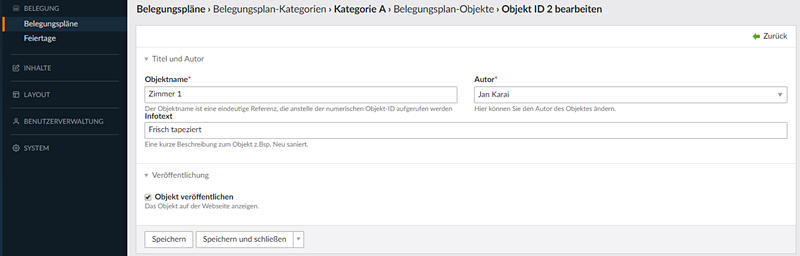 BELEGUNG
Belegungspläne
Feiertage
INHALTE
LAYOUT
BENUTZERVERWALTUNG
SYSTEM
Belegungspläne › Belegungsplan-Kategorien › Kategorie A › Belegungsplan-Objekte › Objekt ID 2 bearbeiten
Zurück
Titel und Autor
Objektname* Autor*
Zimmer 1 Jan Karai
Der Objektname ist eine eindeutige Referenz, die anstelle der numerischen Objekt-ID aufgerufen werden Hier können Sie den Autor des Objektes ändern.
Infotext
Frisch tapeziert
Eine kurze Beschreibung zum Objekt z.Bsp. Neu saniert.
Veröffentlichung
Objekt veröffentlichen
Das Objekt auf der Webseite anzeigen.
Speichern Speichern und schließen